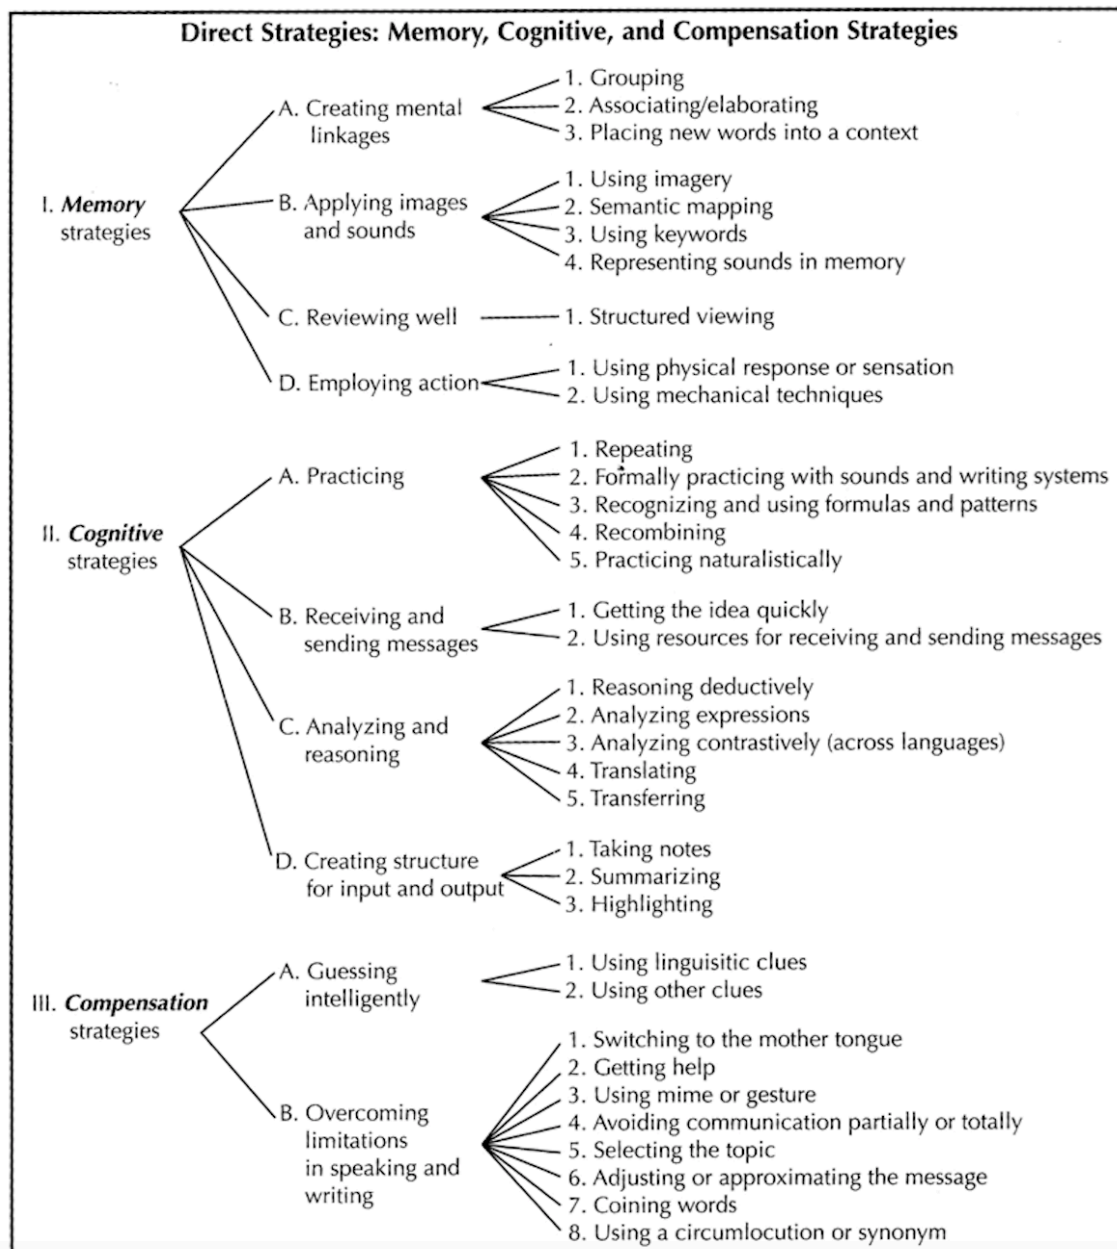 Direct Strategies: Memory, Cognitive, and Compensation Strategies
I. Memory
strategies
A. Creating mental
linkages
1. Grouping
2. Associating/elaborating
3. Placing new words into a context
B. Applying images
and sounds
1. Using imagery
2. Semantic mapping
3. Using keywords
4. Representing sounds in memory
C. Reviewing well
1. Structured viewing
D. Employing action
1. Using physical response or sensation
2. Using mechanical techniques
II. Cognitive
strategies
A. Practicing
1. Repeating
2. Formally practicing with sounds and writing systems
3. Recognizing and using formulas and patterns
4. Recombining
5. Practicing naturalistically
B. Receiving and
sending messages
1. Getting the idea quickly
2. Using resources for receiving and sending messages
C. Analyzing and
reasoning
1. Reasoning deductively
2. Analyzing expressions
3. Analyzing contrastively (across languages)
4. Translating
5. Transferring
D. Creating structure
for input and output
1. Taking notes
2. Summarizing
3. Highlighting
III. Compensation
strategies
A. Guessing
intelligently
1. Using linguisitic clues
2. Using other clues
B. Overcoming
limitations
in speaking and
writing
1. Switching to the mother tongue
2. Getting help
3. Using mime or gesture
4. Avoiding communication partially or totally
5. Selecting the topic
6. Adjusting or approximating the message
7. Coining words
8. Using a circumlocution or synonym